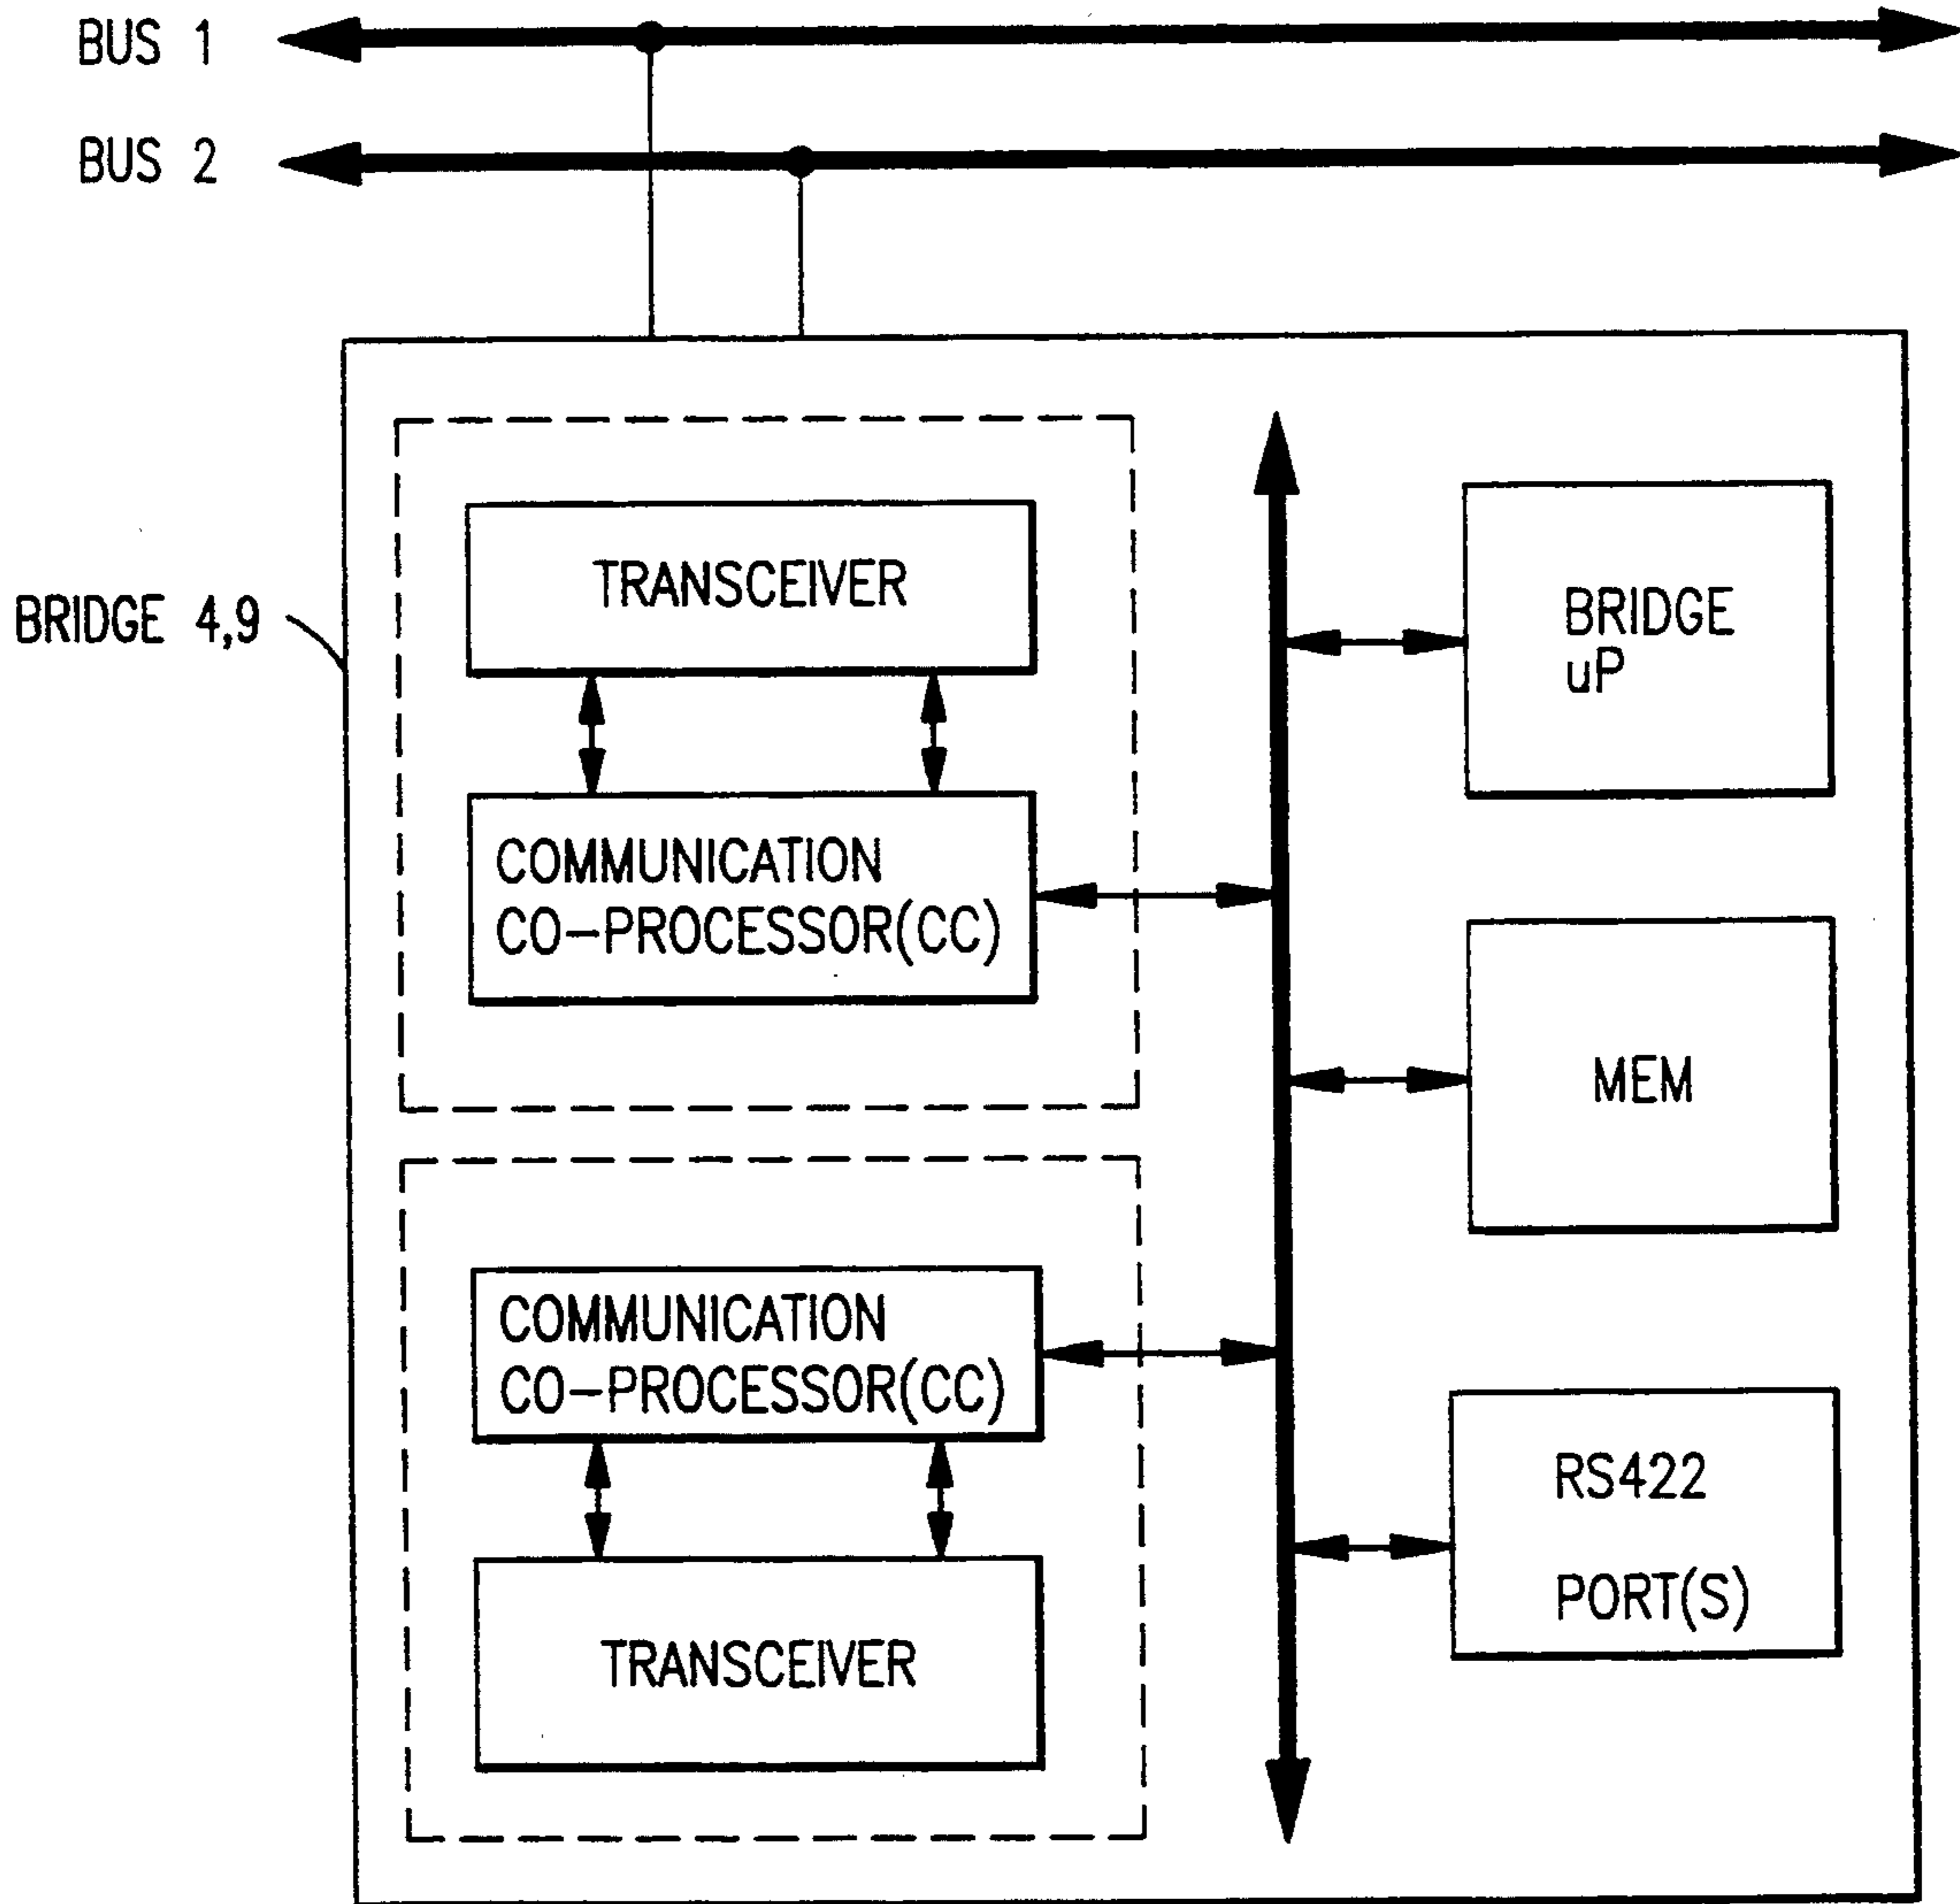 BUS 1
BUS 2
BRIDGE 4,9
TRANSCEIVER
COMMUNICATION
CO-PROCESSOR(CC)
COMMUNICATION
CO-PROCESSOR(CC)
TRANSCEIVER
BRIDGE
uP
MEM
RS422
PORT(S)